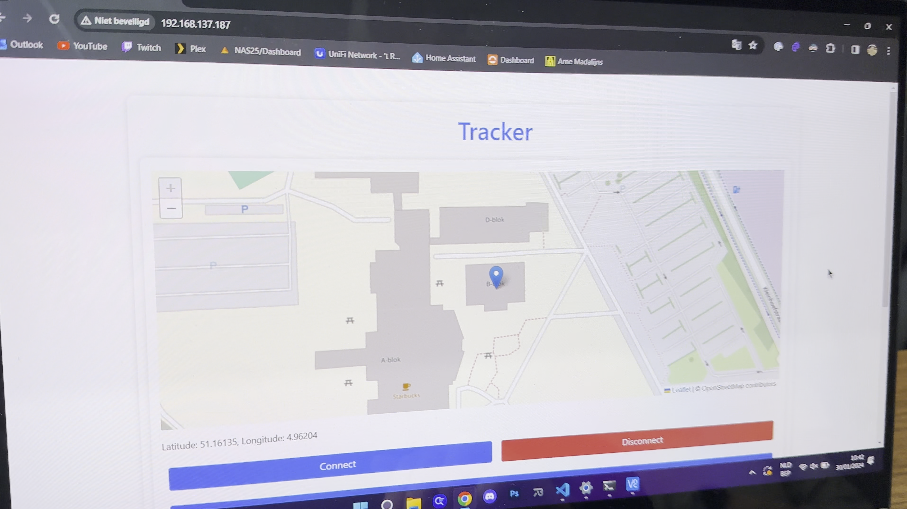 Niet beveiligd 192.168.137.187
Outlook YouTube Twitch Plex NAS25/Dashboard UniFi Network - 't R... Home Assistant Dashboard Arne Madalijns
Tracker
+
−
P
P
D-blok
A-blok
Starbucks
Leaflet | © OpenStreetMap contributors
Latitude: 51.16135, Longitude: 4.96204
Connect
Disconnect
Ps
NLD
BEP
10:42
30/01/2024